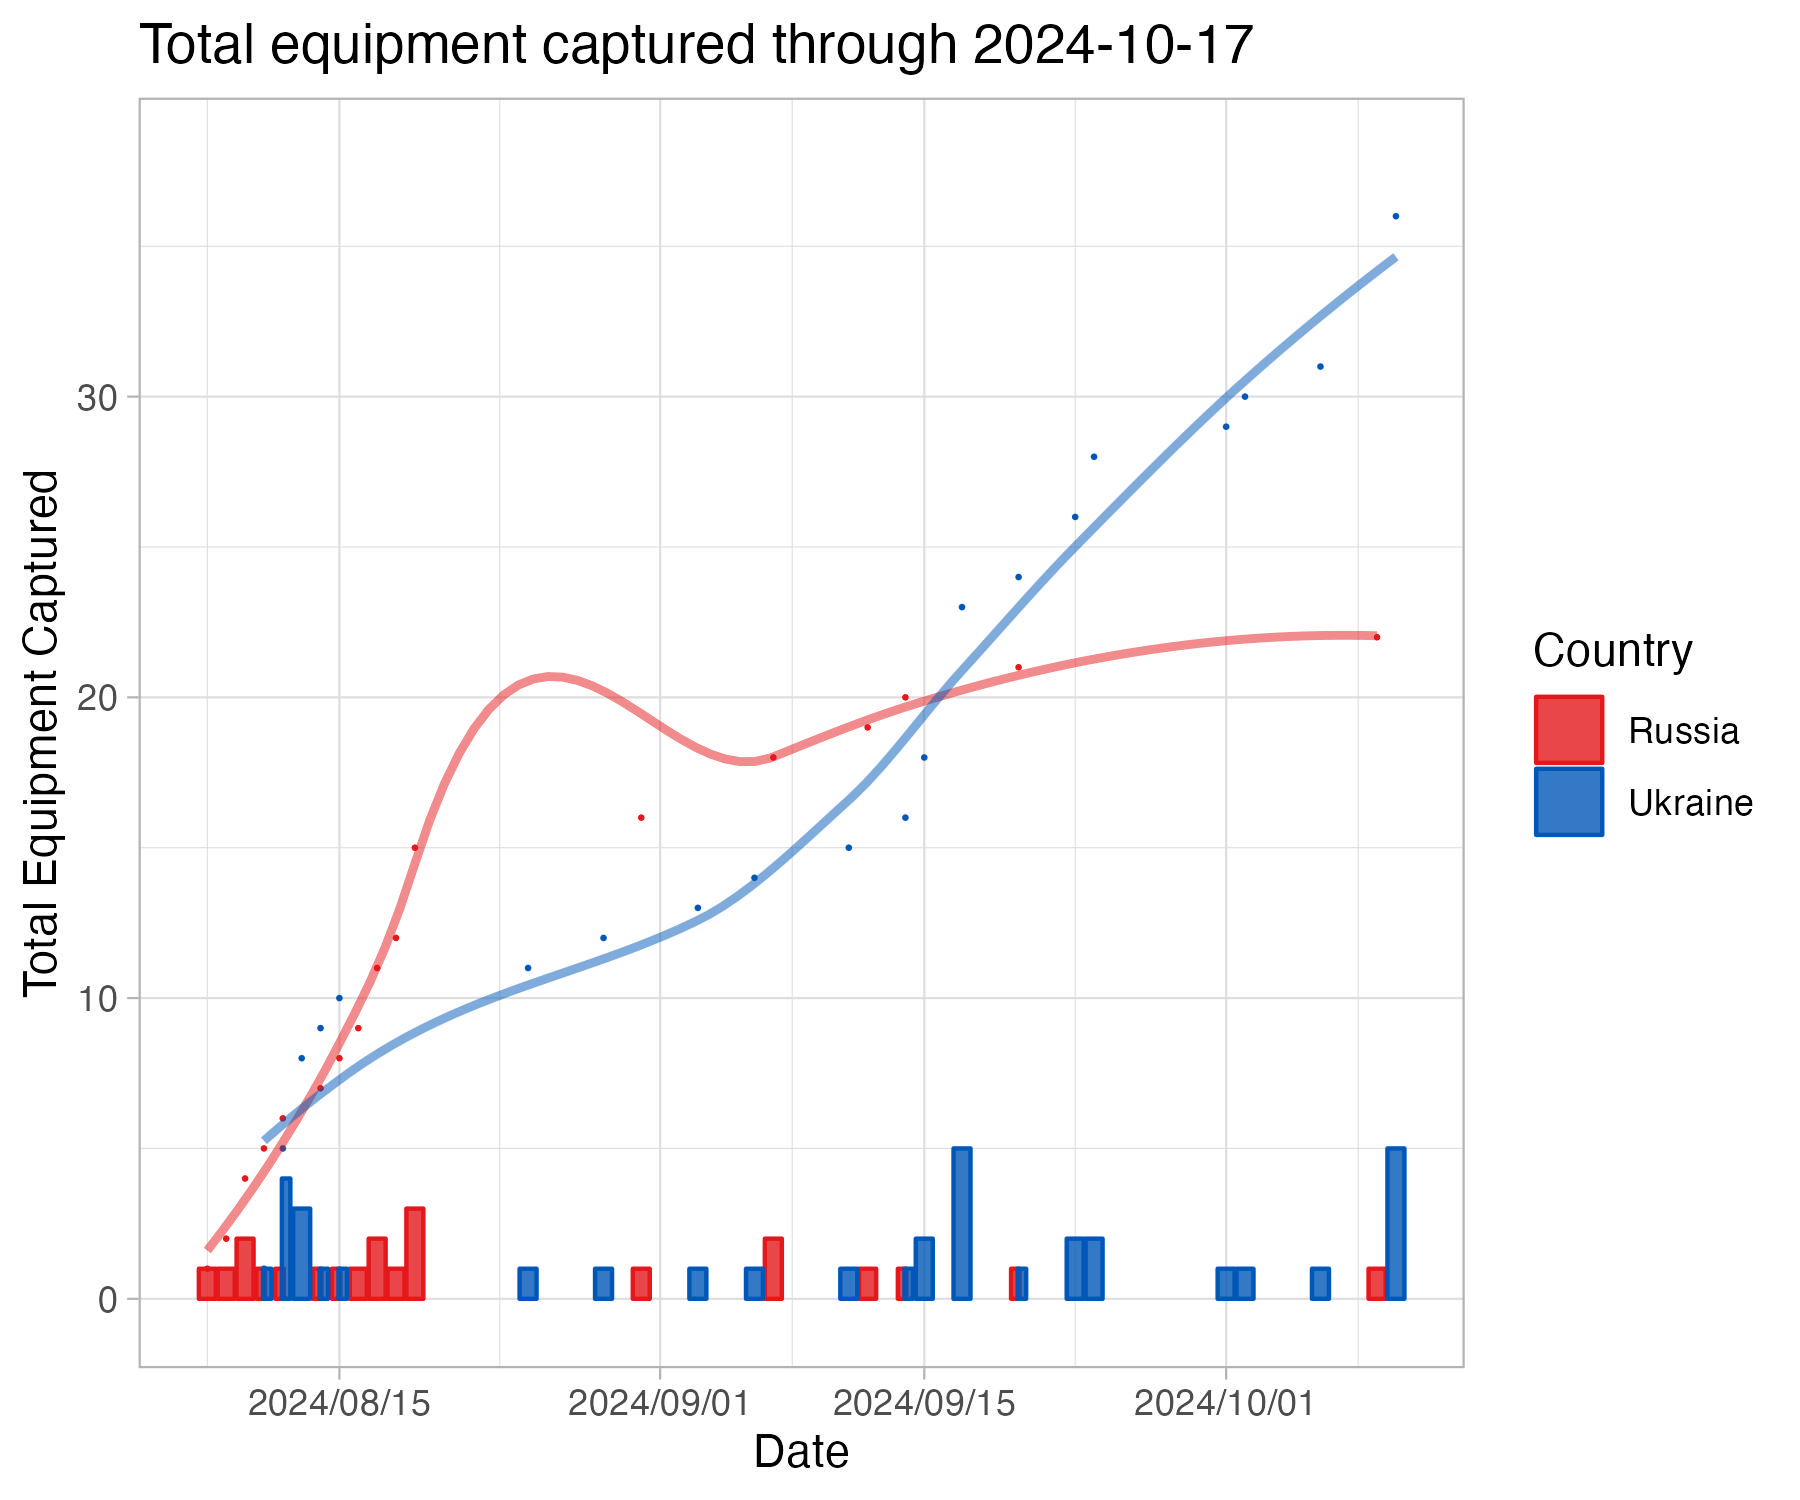 Total equipment captured through 2024-10-17
Total Equipment Captured
30
20
10
0
2024/08/15
2024/09/01
2024/09/15
2024/10/01
Date
Country
Russia
Ukraine